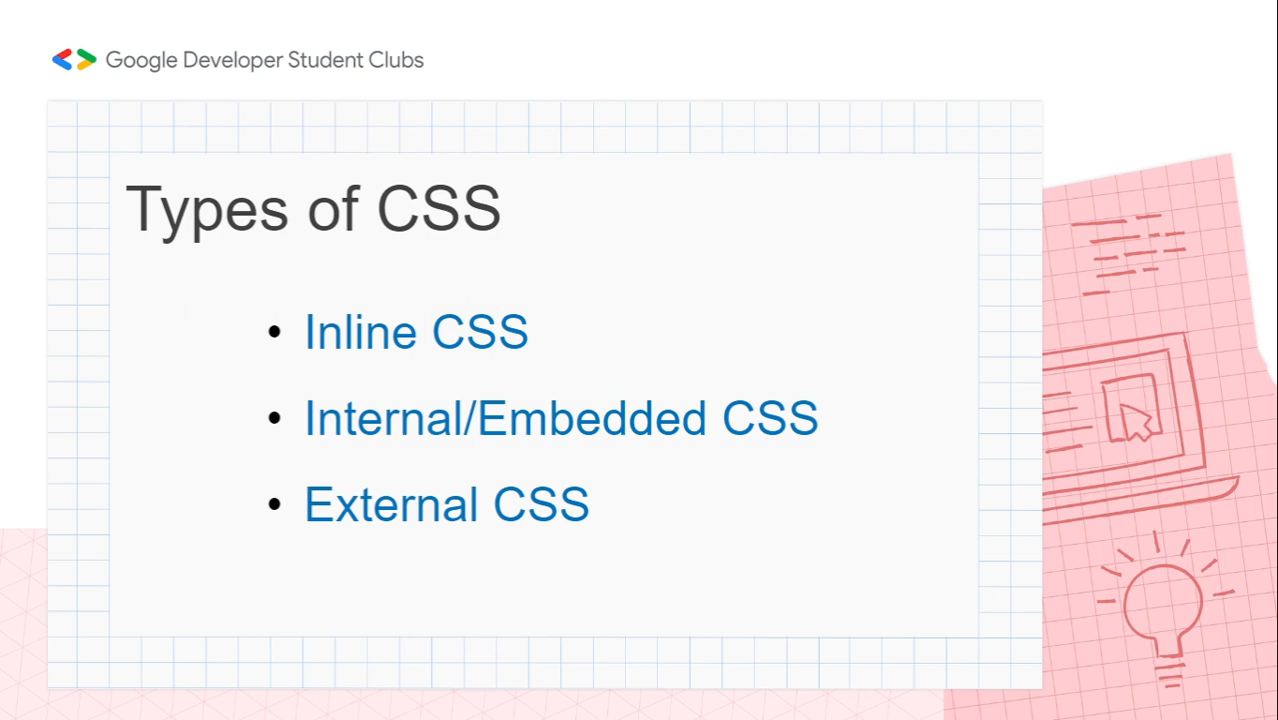 Google Developer Student Clubs
Types of CSS
• Inline CSS
• Internal/Embedded CSS
• External CSS